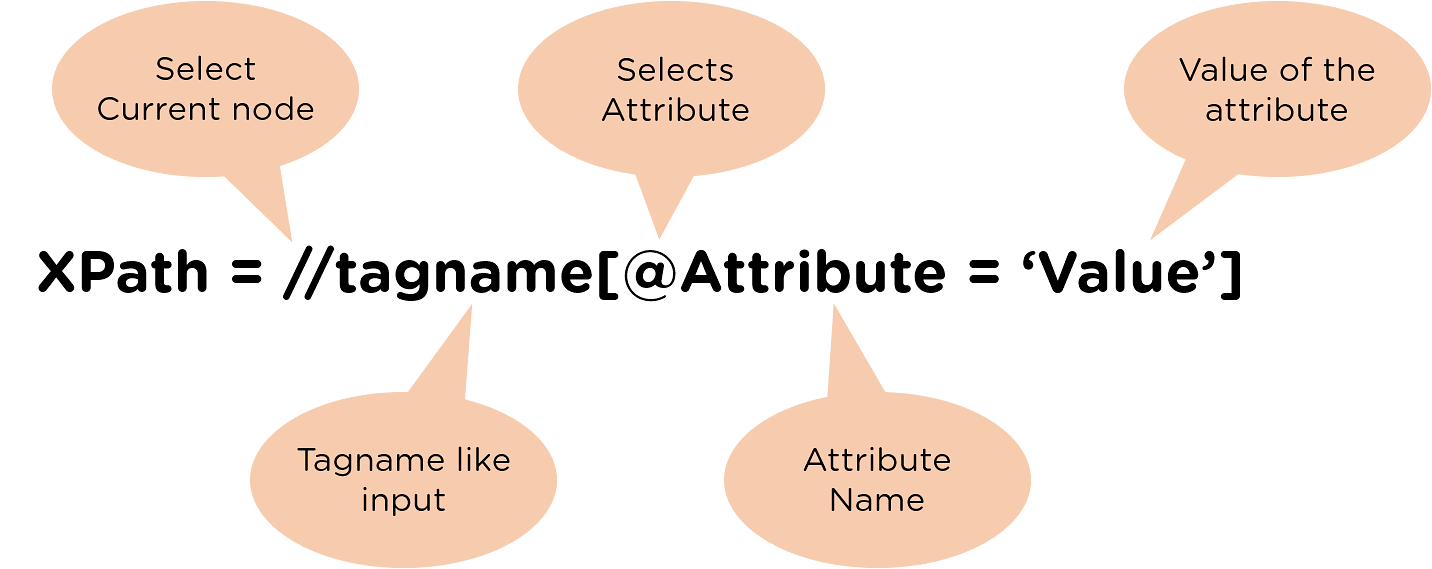 Select
Current node
Selects
Attribute
Value of the
attribute
XPath = //tagname[@Attribute = ‘Value’]
Tagname like
input
Attribute
Name